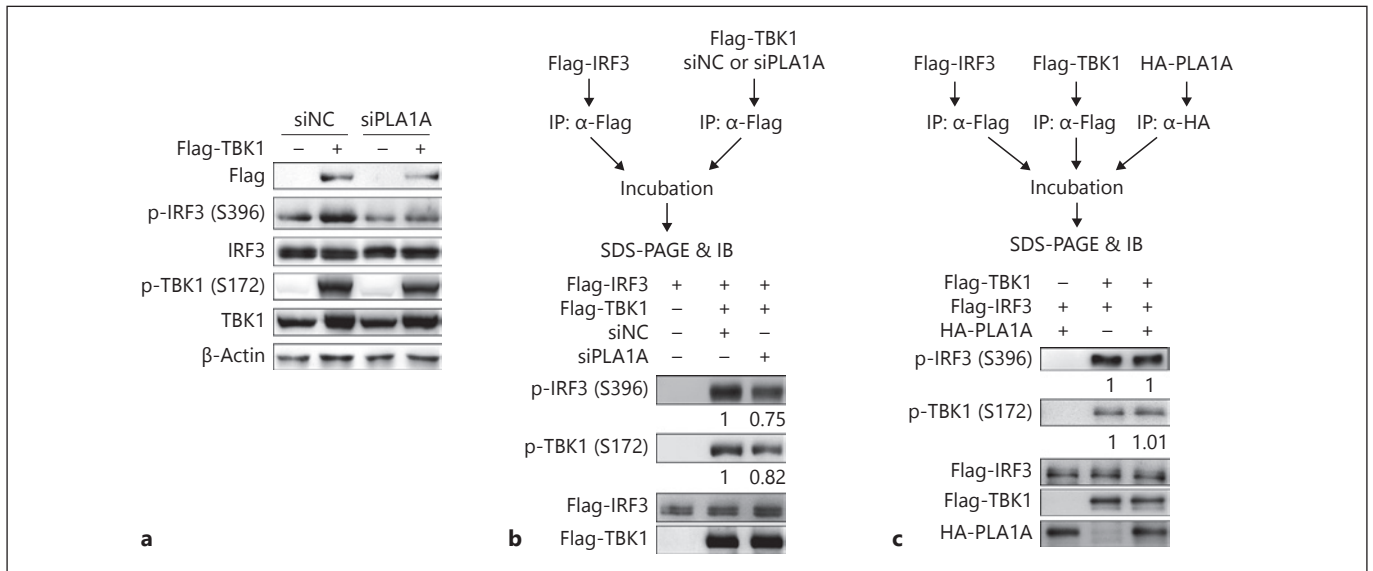 siNC siPLA1A
Flag-TBK1 – + – +
Flag
p-IRF3 (S396)
IRF3
p-TBK1 (S172)
TBK1
β-Actin
a
Flag-TBK1
Flag-IRF3 siNC or siPLA1A
IP: α-Flag IP: α-Flag
Incubation
SDS-PAGE & IB
Flag-IRF3 + + +
Flag-TBK1 – + +
siNC – + –
siPLA1A – – +
p-IRF3 (S396)
1 0.75
p-TBK1 (S172)
1 0.82
Flag-IRF3
Flag-TBK1
b
Flag-IRF3 Flag-TBK1 HA-PLA1A
IP: α-Flag IP: α-Flag IP: α-HA
Incubation
SDS-PAGE & IB
Flag-TBK1 – + +
Flag-IRF3 + + +
HA-PLA1A + – +
p-IRF3 (S396)
1 1
p-TBK1 (S172)
1 1.01
Flag-IRF3
Flag-TBK1
HA-PLA1A
c